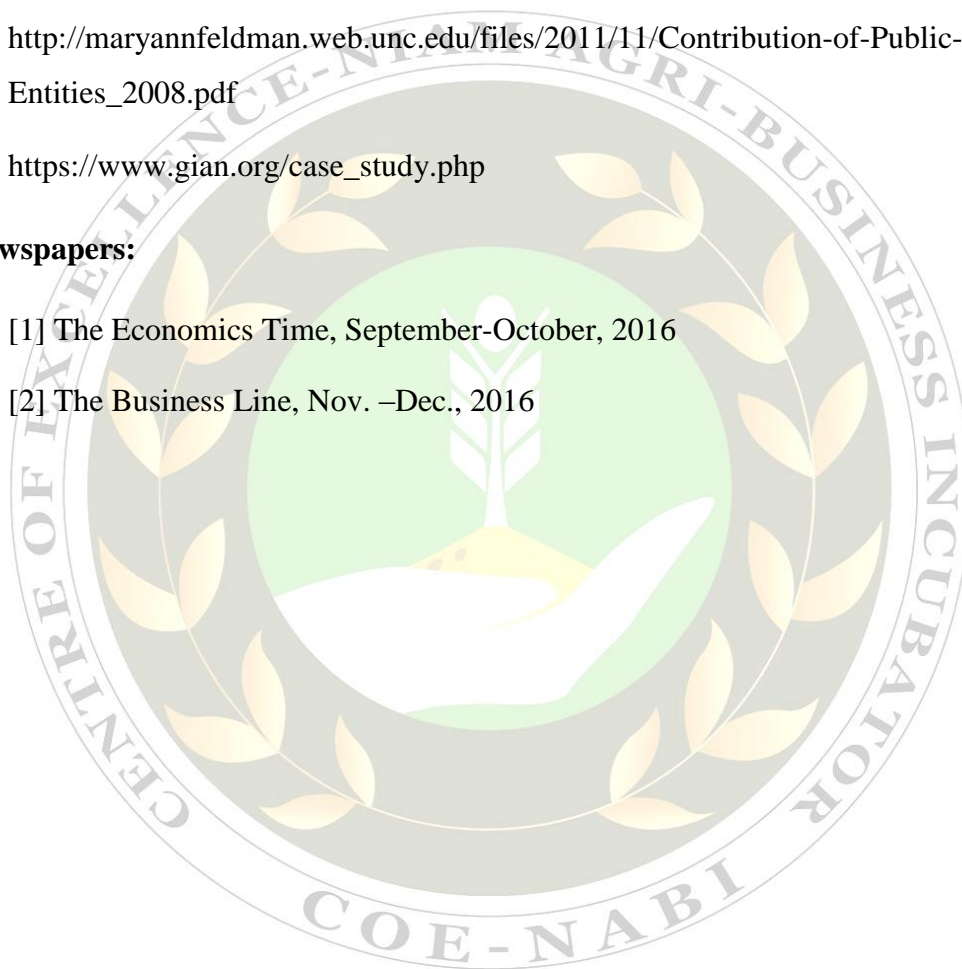 http://maryannfeldman.web.unc.edu/files/2011/11/Contribution-of-Public-
Entities_2008.pdf
https://www.gian.org/case_study.php
wspapers:
[1] The Economics Time, September-October, 2016
[2] The Business Line, Nov. –Dec., 2016
CENTRE OF EXCELLENCE-NIAM AGRI-BUSINESS INCUBATOR
COE-NABI